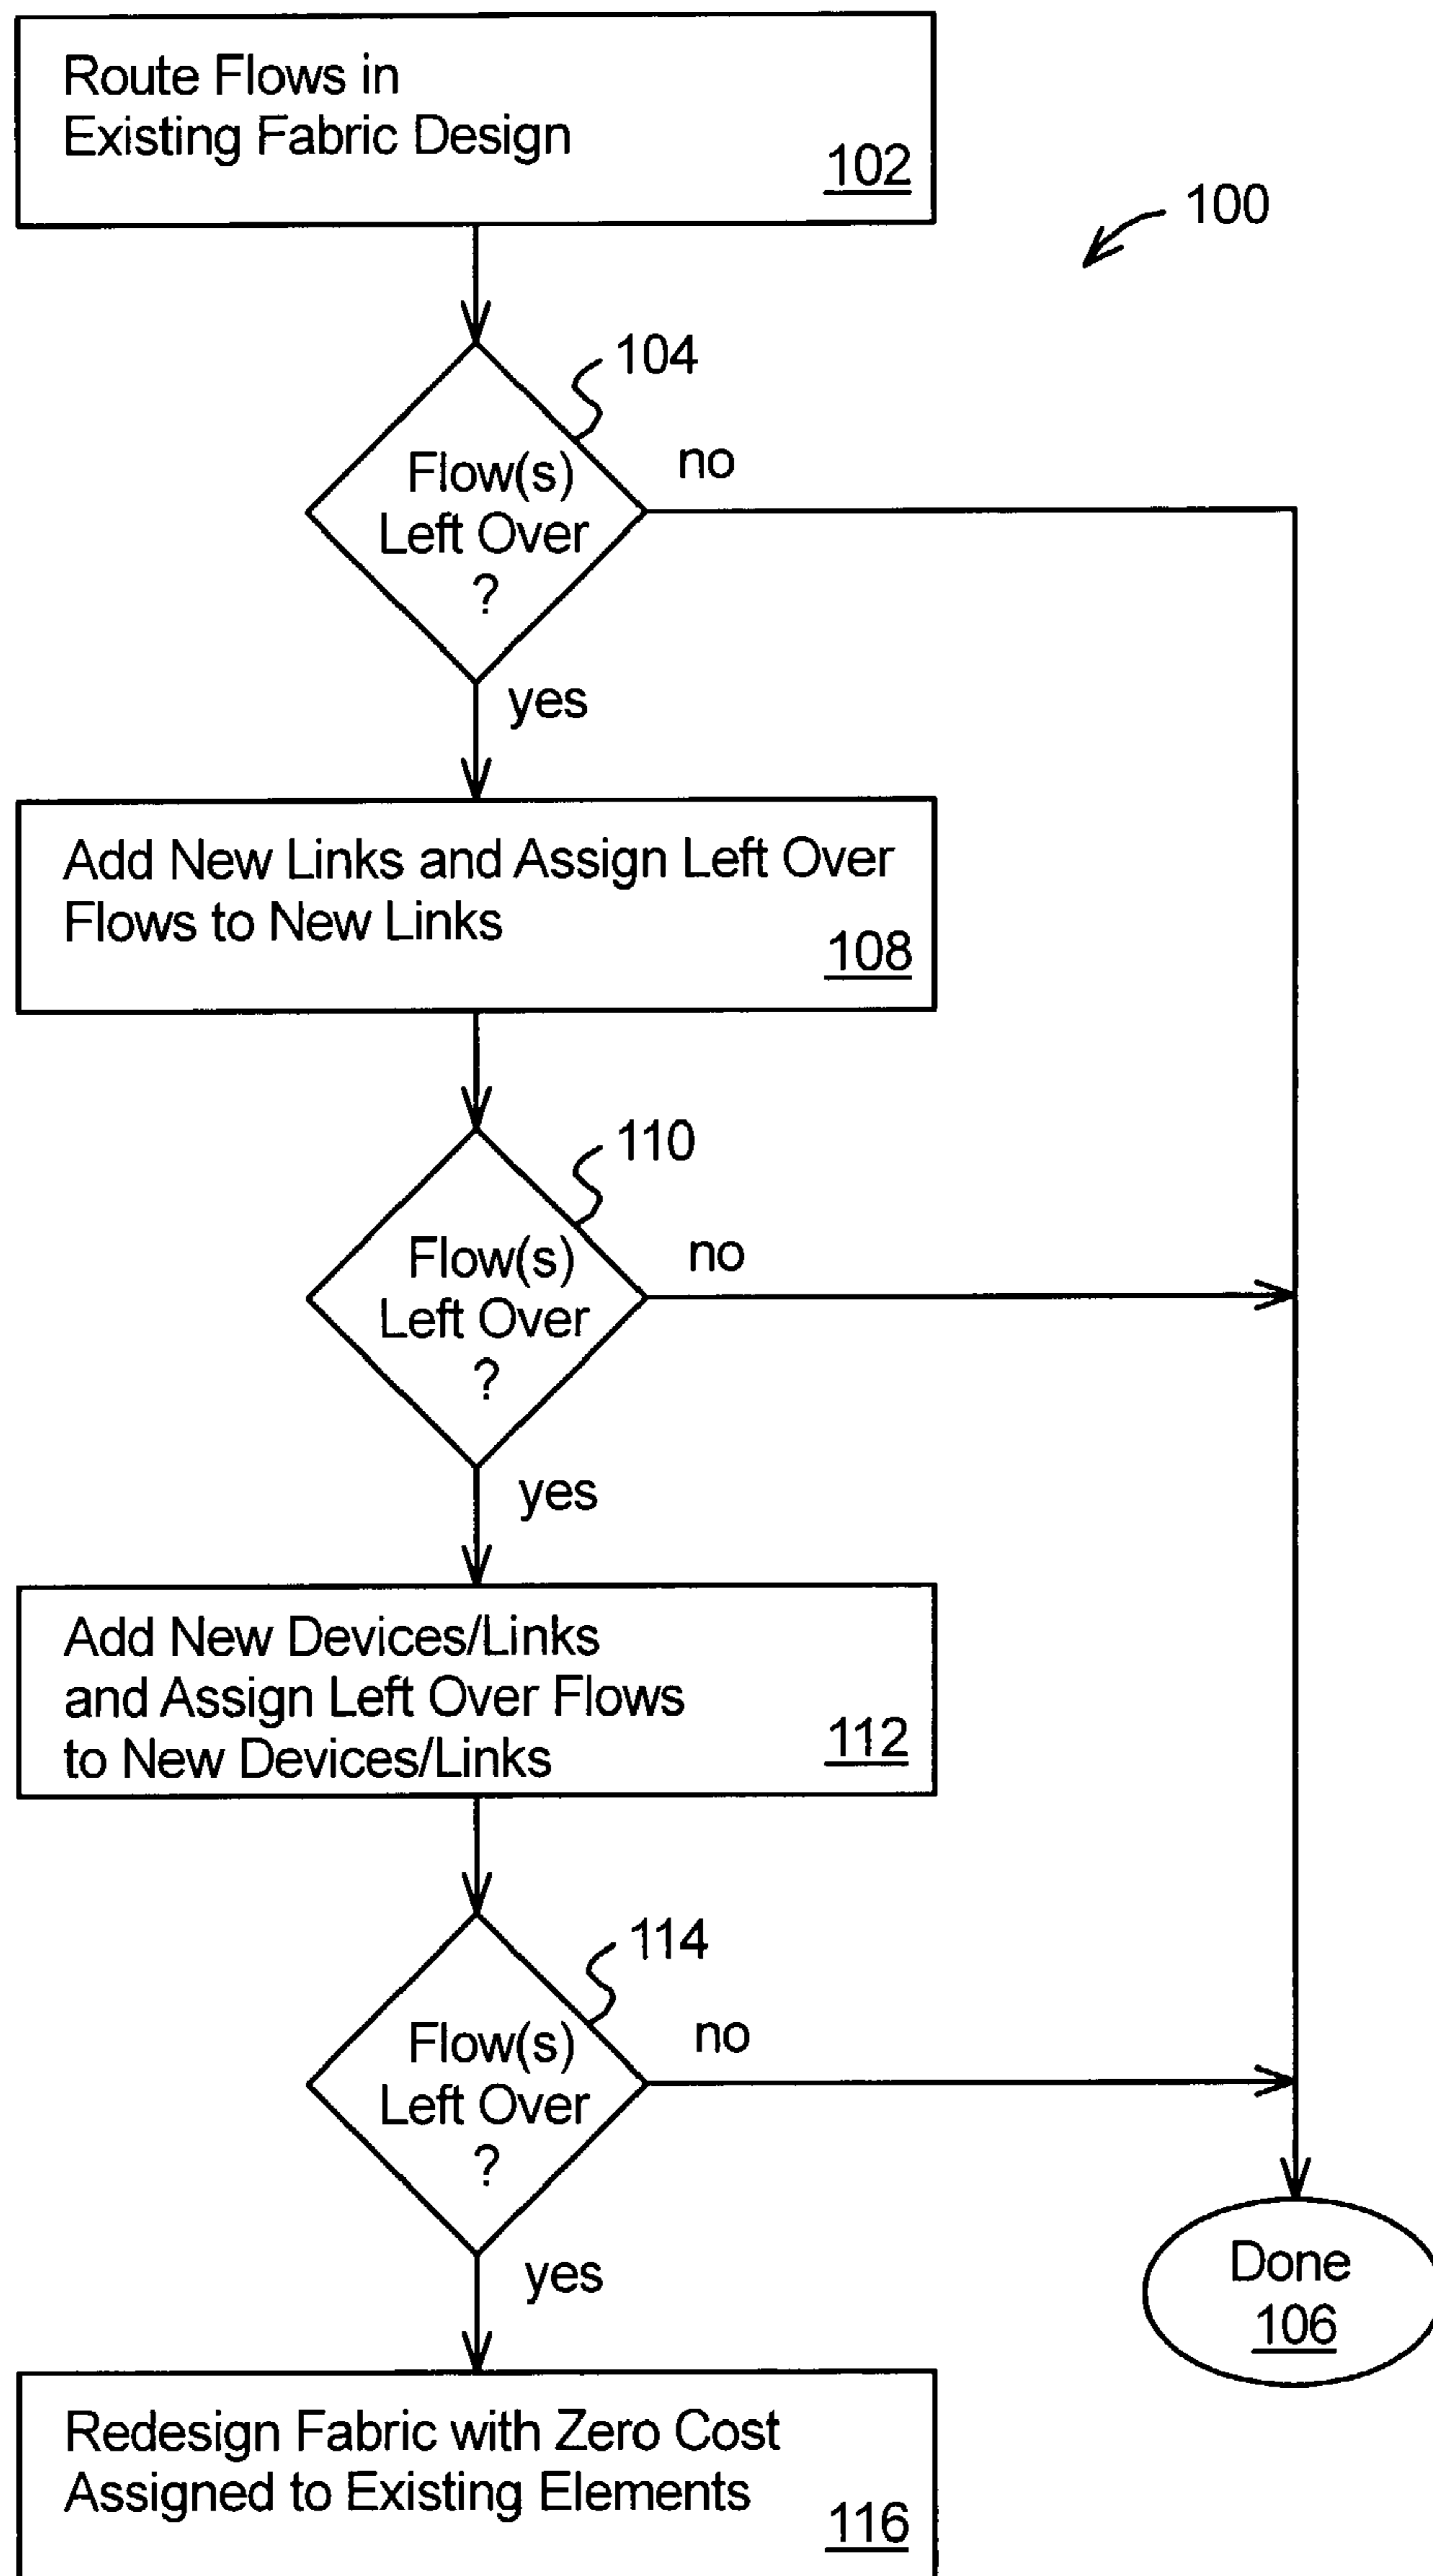 Route Flows in
Existing Fabric Design
102
100
104
Flow(s)
Left Over
?
no
yes
Add New Links and Assign Left Over
Flows to New Links
108
110
Flow(s)
Left Over
?
no
yes
Add New Devices/Links
and Assign Left Over Flows
to New Devices/Links
112
114
Flow(s)
Left Over
?
no
yes
Done
106
Redesign Fabric with Zero Cost
Assigned to Existing Elements
116